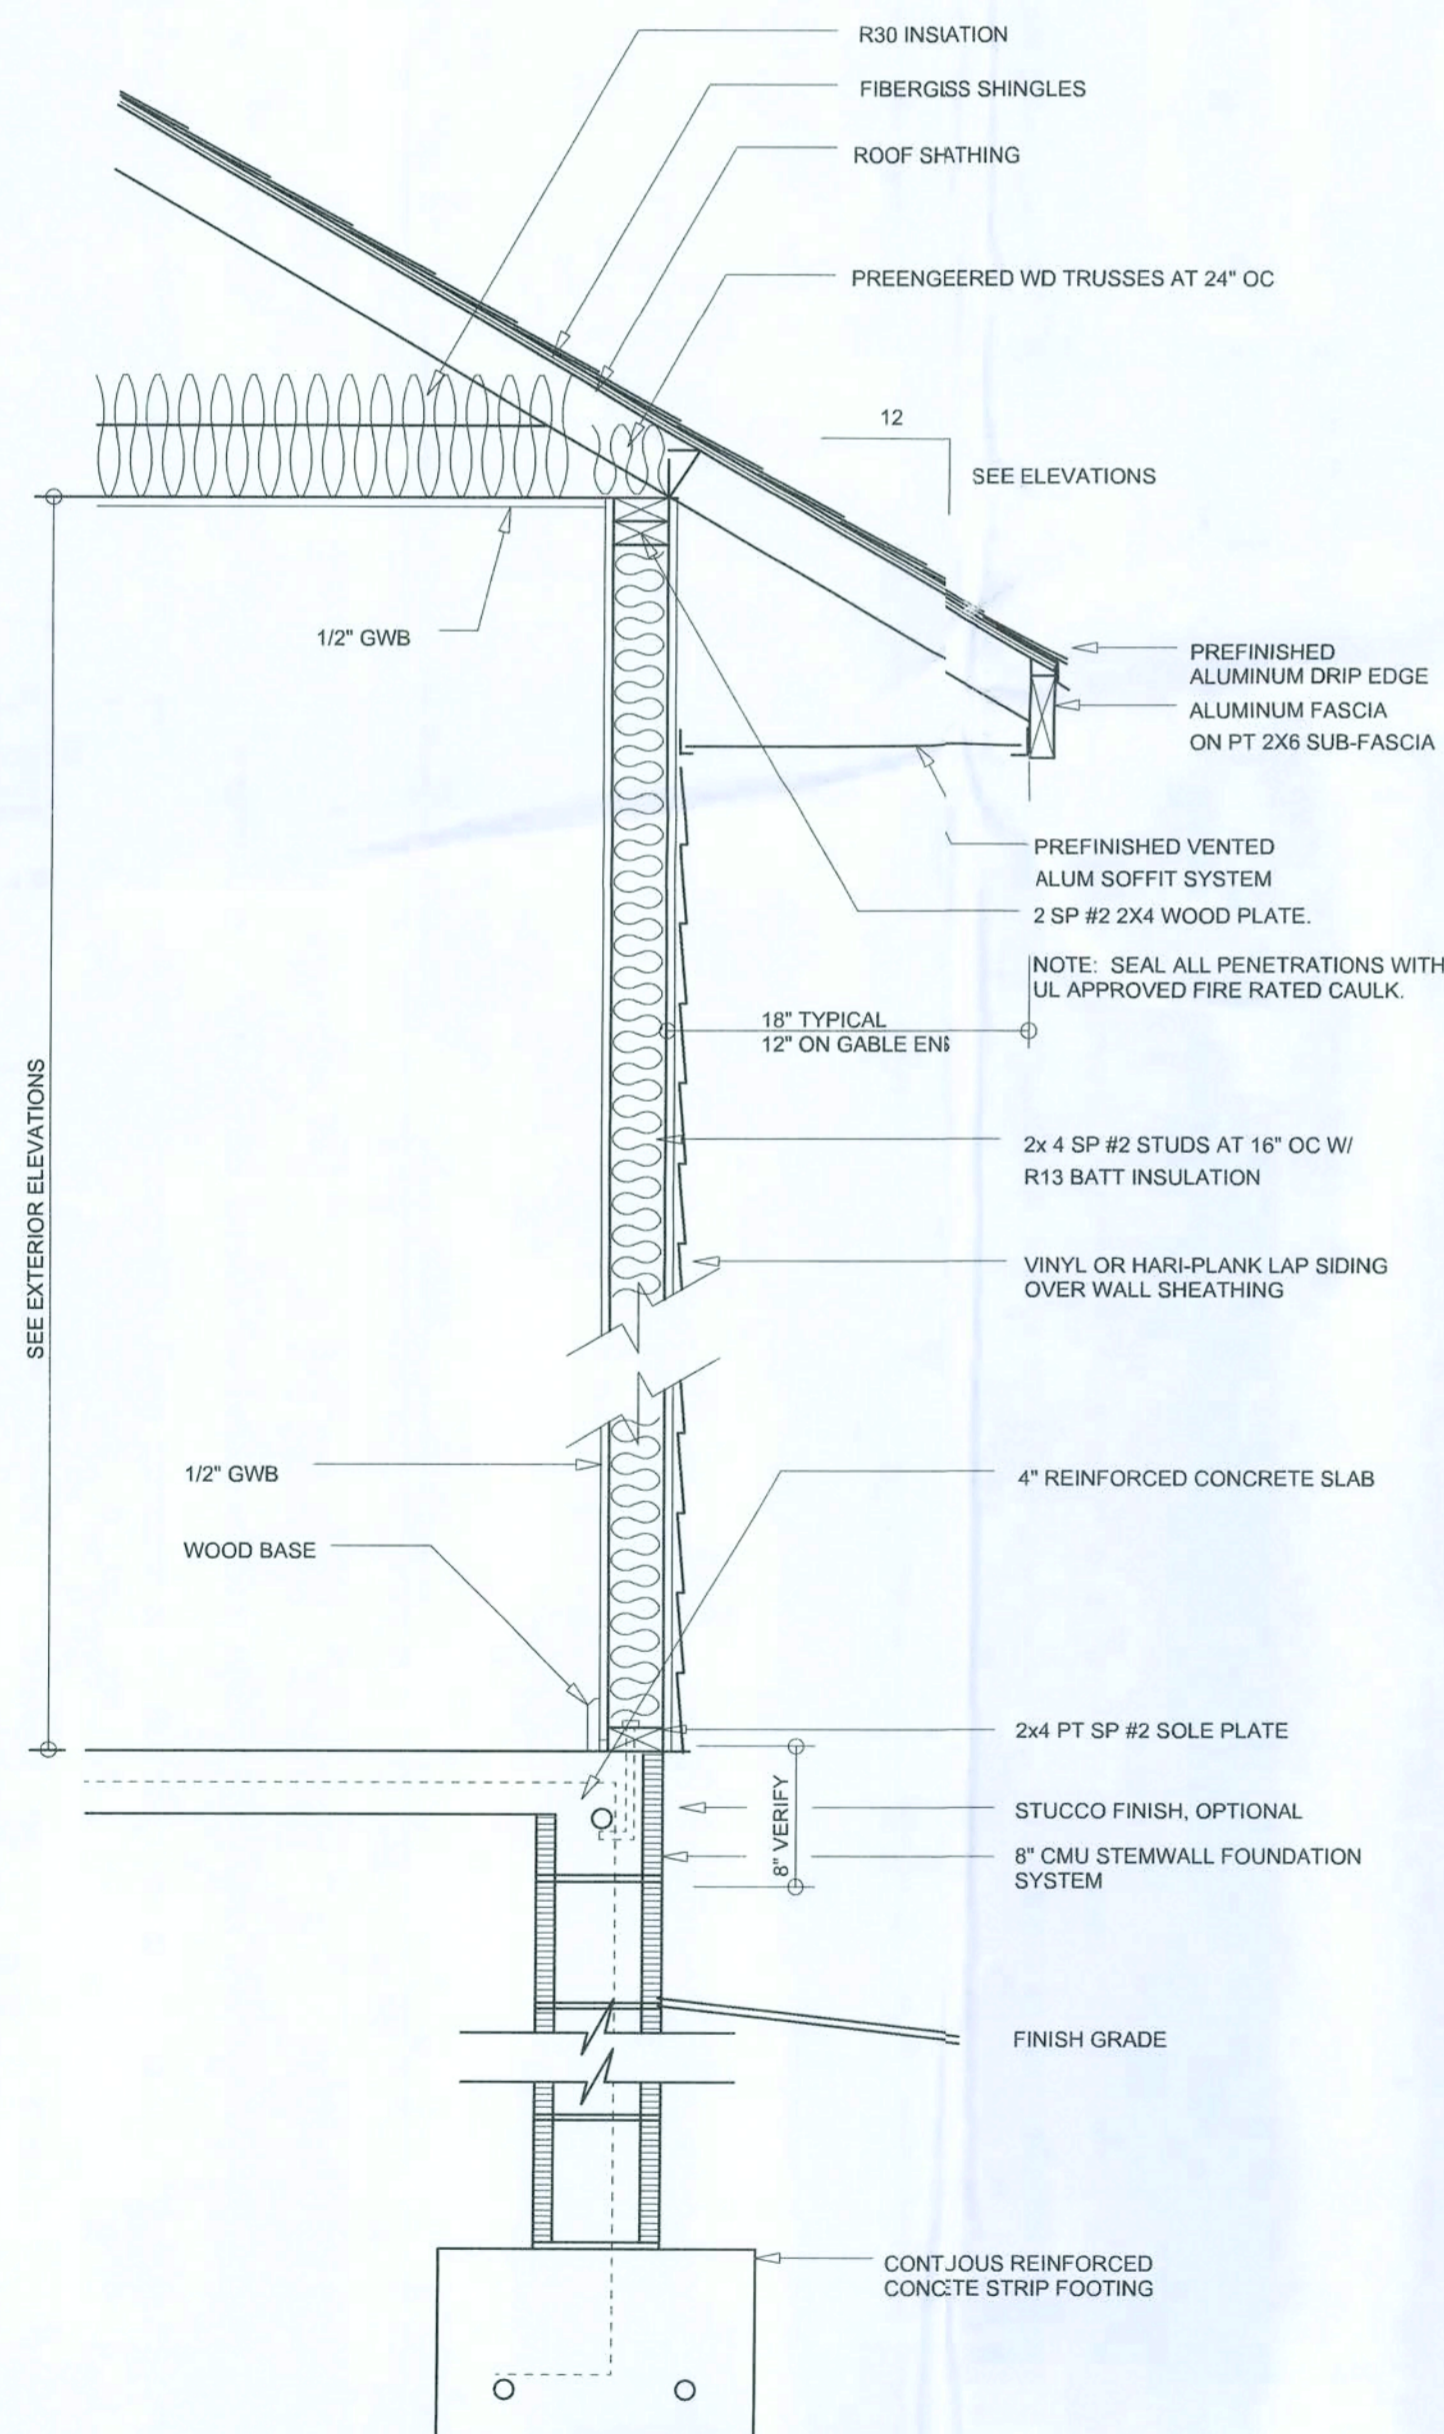 R30 INSIATION
FIBERGISS SHINGLES
ROOF SHATHING
PREENGEERED WD TRUSSES AT 24" OC
12
SEE ELEVATIONS
1/2" GWB
PREFINISHED
ALUMINUM DRIP EDGE
ALUMINUM FASCIA
ON PT 2X6 SUB-FASCIA
PREFINISHED VENTED
ALUM SOFFIT SYSTEM
2 SP #2 2X4 WOOD PLATE.
NOTE: SEAL ALL PENETRATIONS WITH
UL APPROVED FIRE RATED CAULK.
18" TYPICAL
12" ON GABLE ENS
SEE EXTERIOR ELEVATIONS
2x 4 SP #2 STUDS AT 16" OC W/
R13 BATT INSULATION
VINYL OR HARI-PLANK LAP SIDING
OVER WALL SHEATHING
1/2" GWB
4" REINFORCED CONCRETE SLAB
WOOD BASE
2x4 PT SP #2 SOLE PLATE
8" VERIFY
STUCCO FINISH, OPTIONAL
8" CMU STEMWALL FOUNDATION
SYSTEM
FINISH GRADE
CONTJOUS REINFORCED
CONCETE STRIP FOOTING